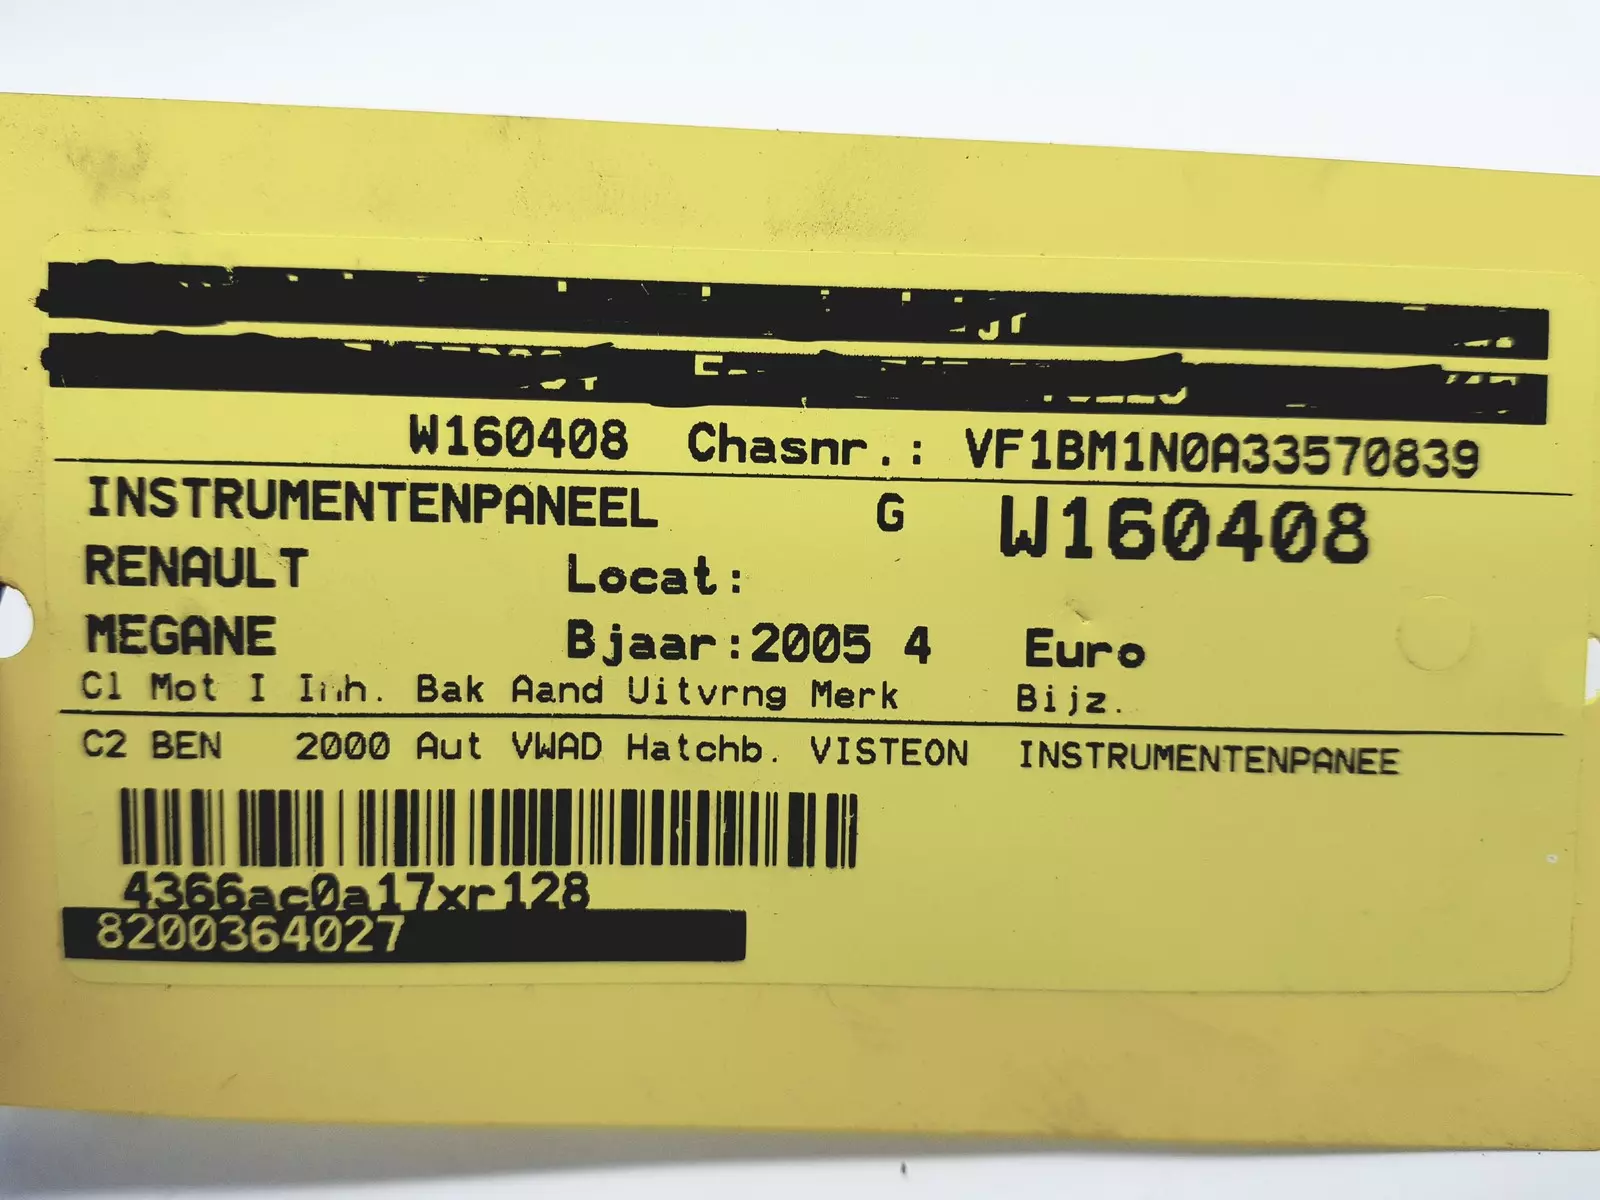 W160408 Chasnr.: VF1BM1N0A33570839
INSTRUMENTENPANEEL G W160408
RENAULT Locat:
MEGANE Bjaar:2005 4 Euro
C1 Mot I Inh. Bak Aand Uitvrng Merk Bijz.
C2 BEN 2000 Aut VWAD Hatchb. VISTEON INSTRUMENTENPANEE
4366ac0a17xr128
8200364027